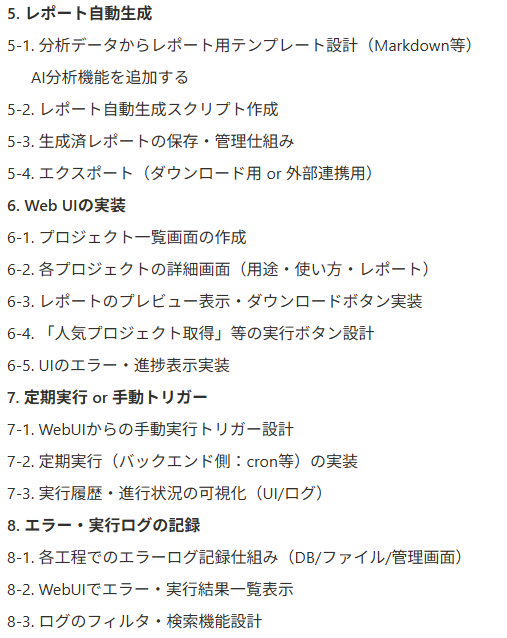 5. レポート自動生成
5-1. 分析データからレポート用テンプレート設計（Markdown等）
AI分析機能を追加する
5-2. レポート自動生成スクリプト作成
5-3. 生成済レポートの保存・管理仕組み
5-4. エクスポート（ダウンロード用 or 外部連携用）
6. Web UIの実装
6-1. プロジェクト一覧画面の作成
6-2. 各プロジェクトの詳細画面（用途・使い方・レポート）
6-3. レポートのプレビュー表示・ダウンロードボタン実装
6-4. 「人気プロジェクト取得」等の実行ボタン設計
6-5. UIのエラー・進捗表示実装
7. 定期実行 or 手動トリガー
7-1. WebUIからの手動実行トリガー設計
7-2. 定期実行（バックエンド側：cron等）の実装
7-3. 実行履歴・進行状況の可視化（UI/ログ）
8. エラー・実行ログの記録
8-1. 各工程でのエラーログ記録仕組み（DB/ファイル/管理画面）
8-2. WebUIでエラー・実行結果一覧表示
8-3. ログのフィルタ・検索機能設計